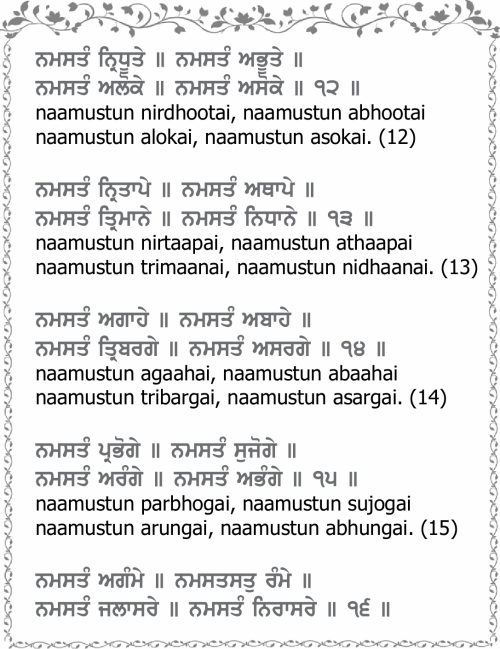 ਨਮਸਤੰ ਨ੍ਰਿਧੂਤੇ ॥ ਨਮਸਤੰ ਅਭੂਤੇ ॥
ਨਮਸਤੰ ਅਲੋਕੇ ॥ ਨਮਸਤੰ ਅਸੋਕੇ ॥ ੧੨ ॥
naamustun nirdhootai, naamustun abhootai
naamustun alokai, naamustun asokai. (12)
ਨਮਸਤੰ ਨ੍ਰਿਤਾਪੇ ॥ ਨਮਸਤੰ ਅਥਾਪੇ ॥
ਨਮਸਤੰ ਤ੍ਰਿਮਾਨੇ ॥ ਨਮਸਤੰ ਨਿਧਾਨੇ ॥ ੧੩ ॥
naamustun nirtaapai, naamustun athaapai
naamustun trimaanai, naamustun nidhaanai. (13)
ਨਮਸਤੰ ਅਗਾਹੇ ॥ ਨਮਸਤੰ ਅਬਾਹੇ ॥
ਨਮਸਤੰ ਤ੍ਰਿਬਰਗੇ ॥ ਨਮਸਤੰ ਅਸਰਗੇ ॥ ੧੪ ॥
naamustun agaahai, naamustun abaahai
naamustun tribargai, naamustun asargai. (14)
ਨਮਸਤੰ ਪ੍ਰਭੋਗੇ ॥ ਨਮਸਤੰ ਸੁਜੋਗੇ ॥
ਨਮਸਤੰ ਅਰੰਗੇ ॥ ਨਮਸਤੰ ਅਭੰਗੇ ॥ ੧੫ ॥
naamustun parbhogai, naamustun sujogai
naamustun arungai, naamustun abhungai. (15)
ਨਮਸਤੰ ਅਗੰਮੇ ॥ ਨਮਸਤਸਤੁ ਰੰਮੇ ॥
ਨਮਸਤੰ ਜਲਾਸਰੇ ॥ ਨਮਸਤੰ ਨਿਰਾਸਰੇ ॥ ੧੬ ॥